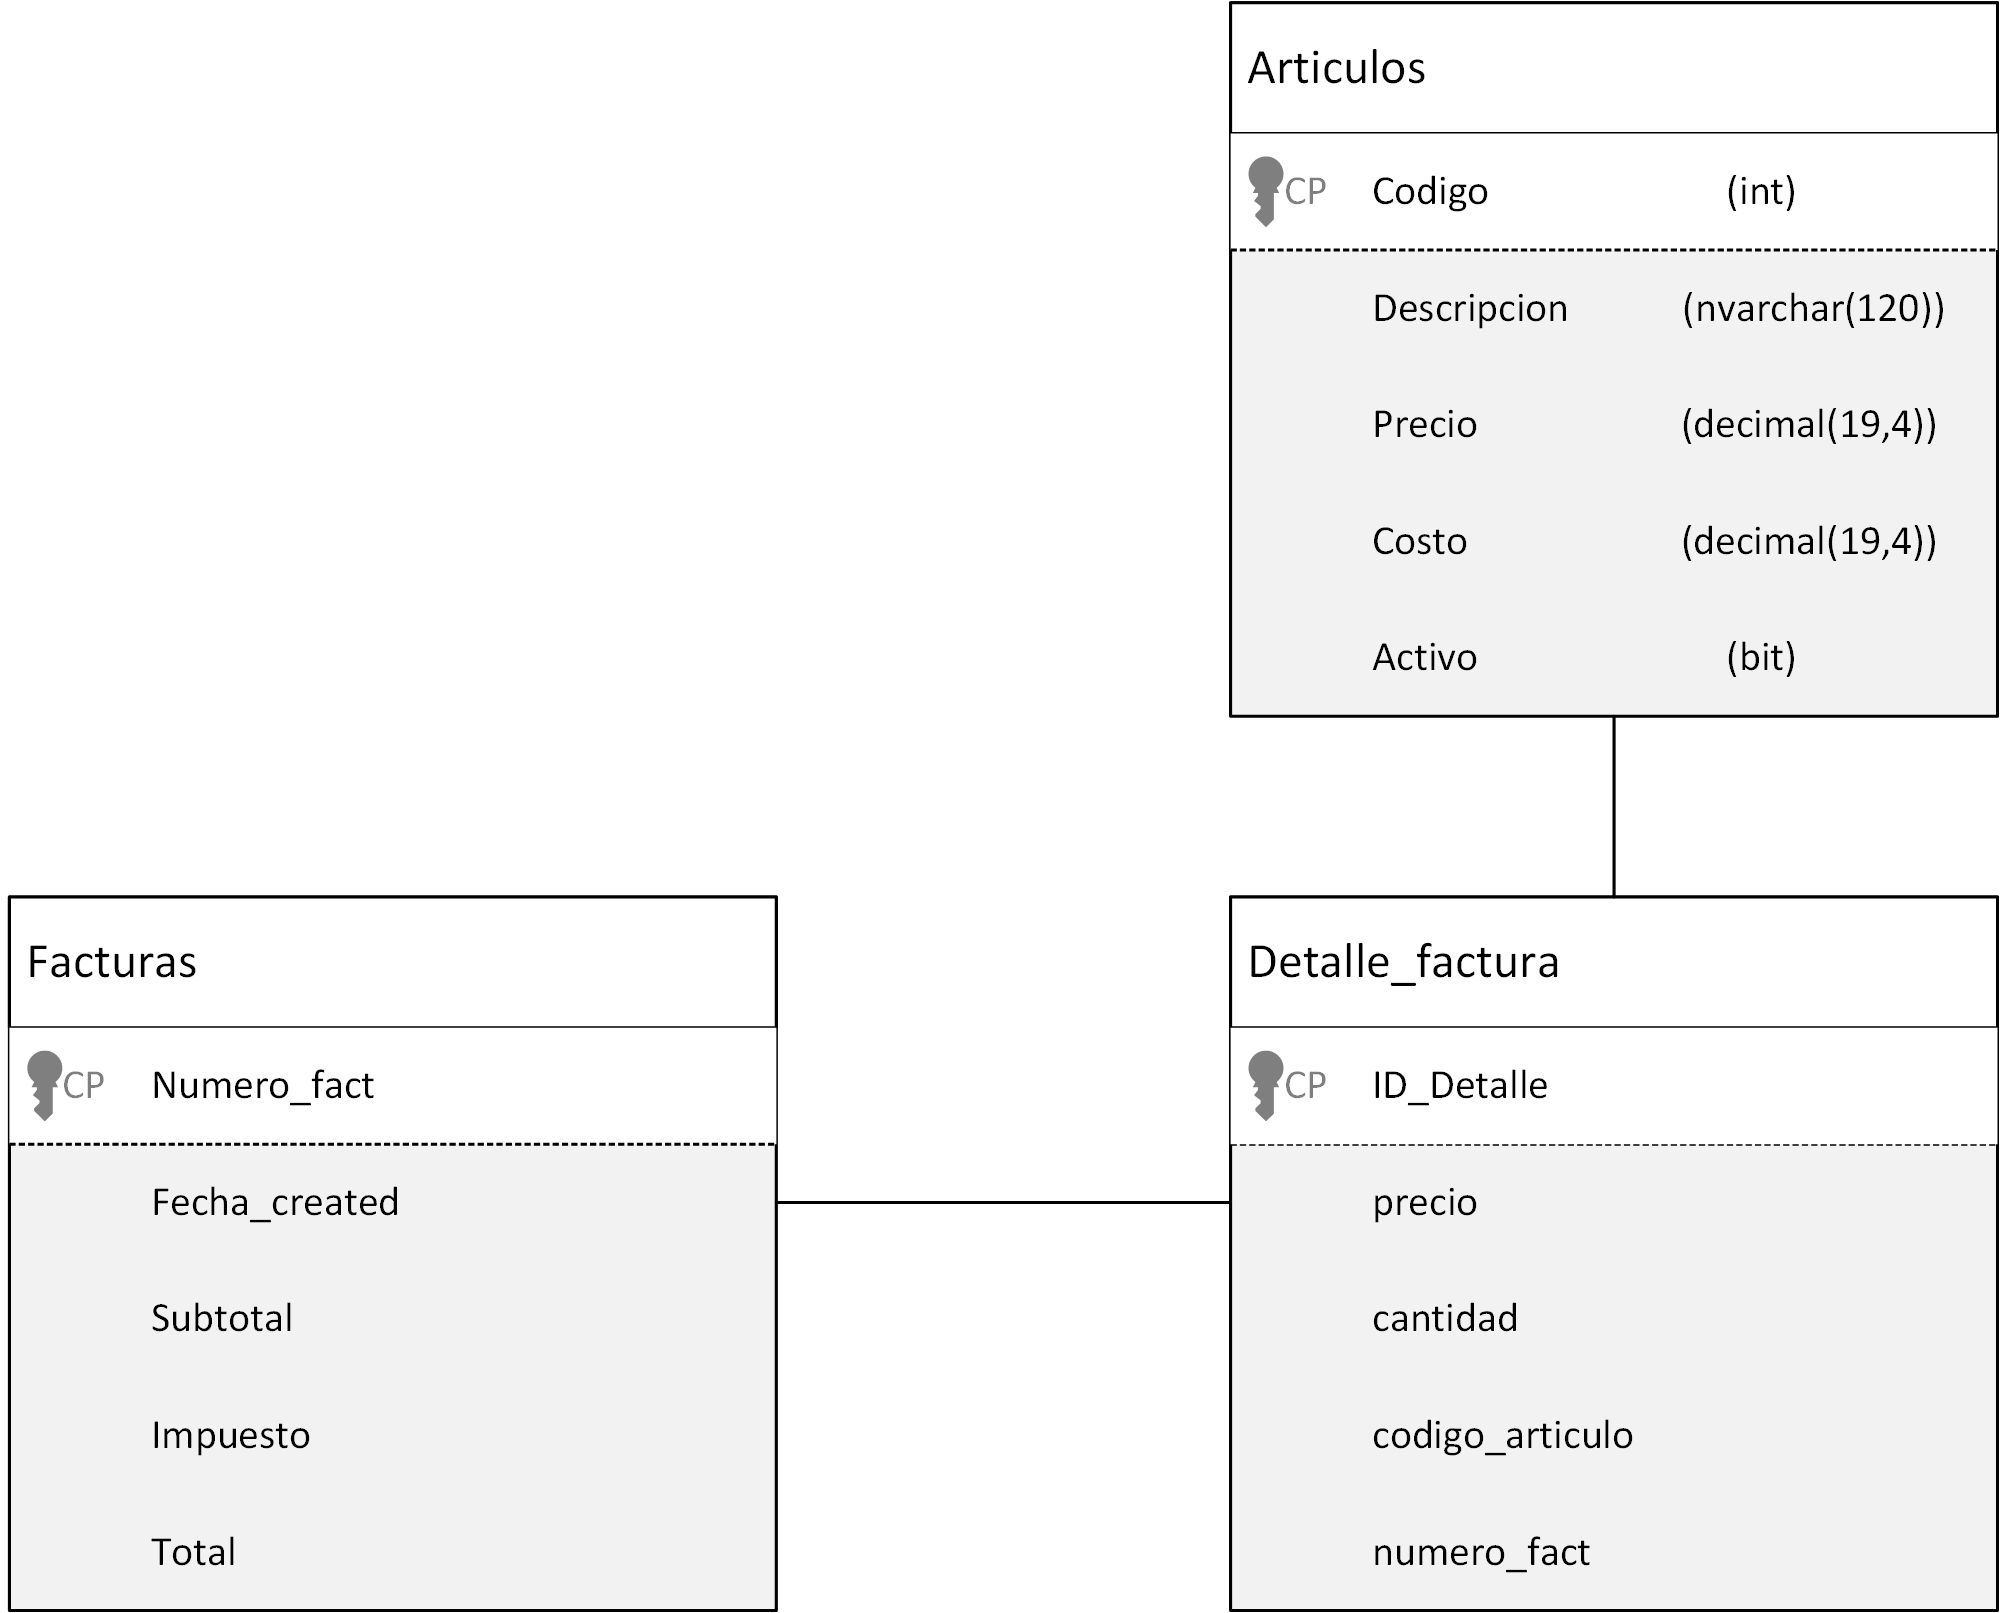 Articulos
CP Codigo (int)
Descripcion (nvarchar(120))
Precio (decimal(19,4))
Costo (decimal(19,4))
Activo (bit)
Facturas
CP Numero_fact
Fecha_created
Subtotal
Impuesto
Total
Detalle_factura
CP ID_Detalle
precio
cantidad
codigo_articulo
numero_fact